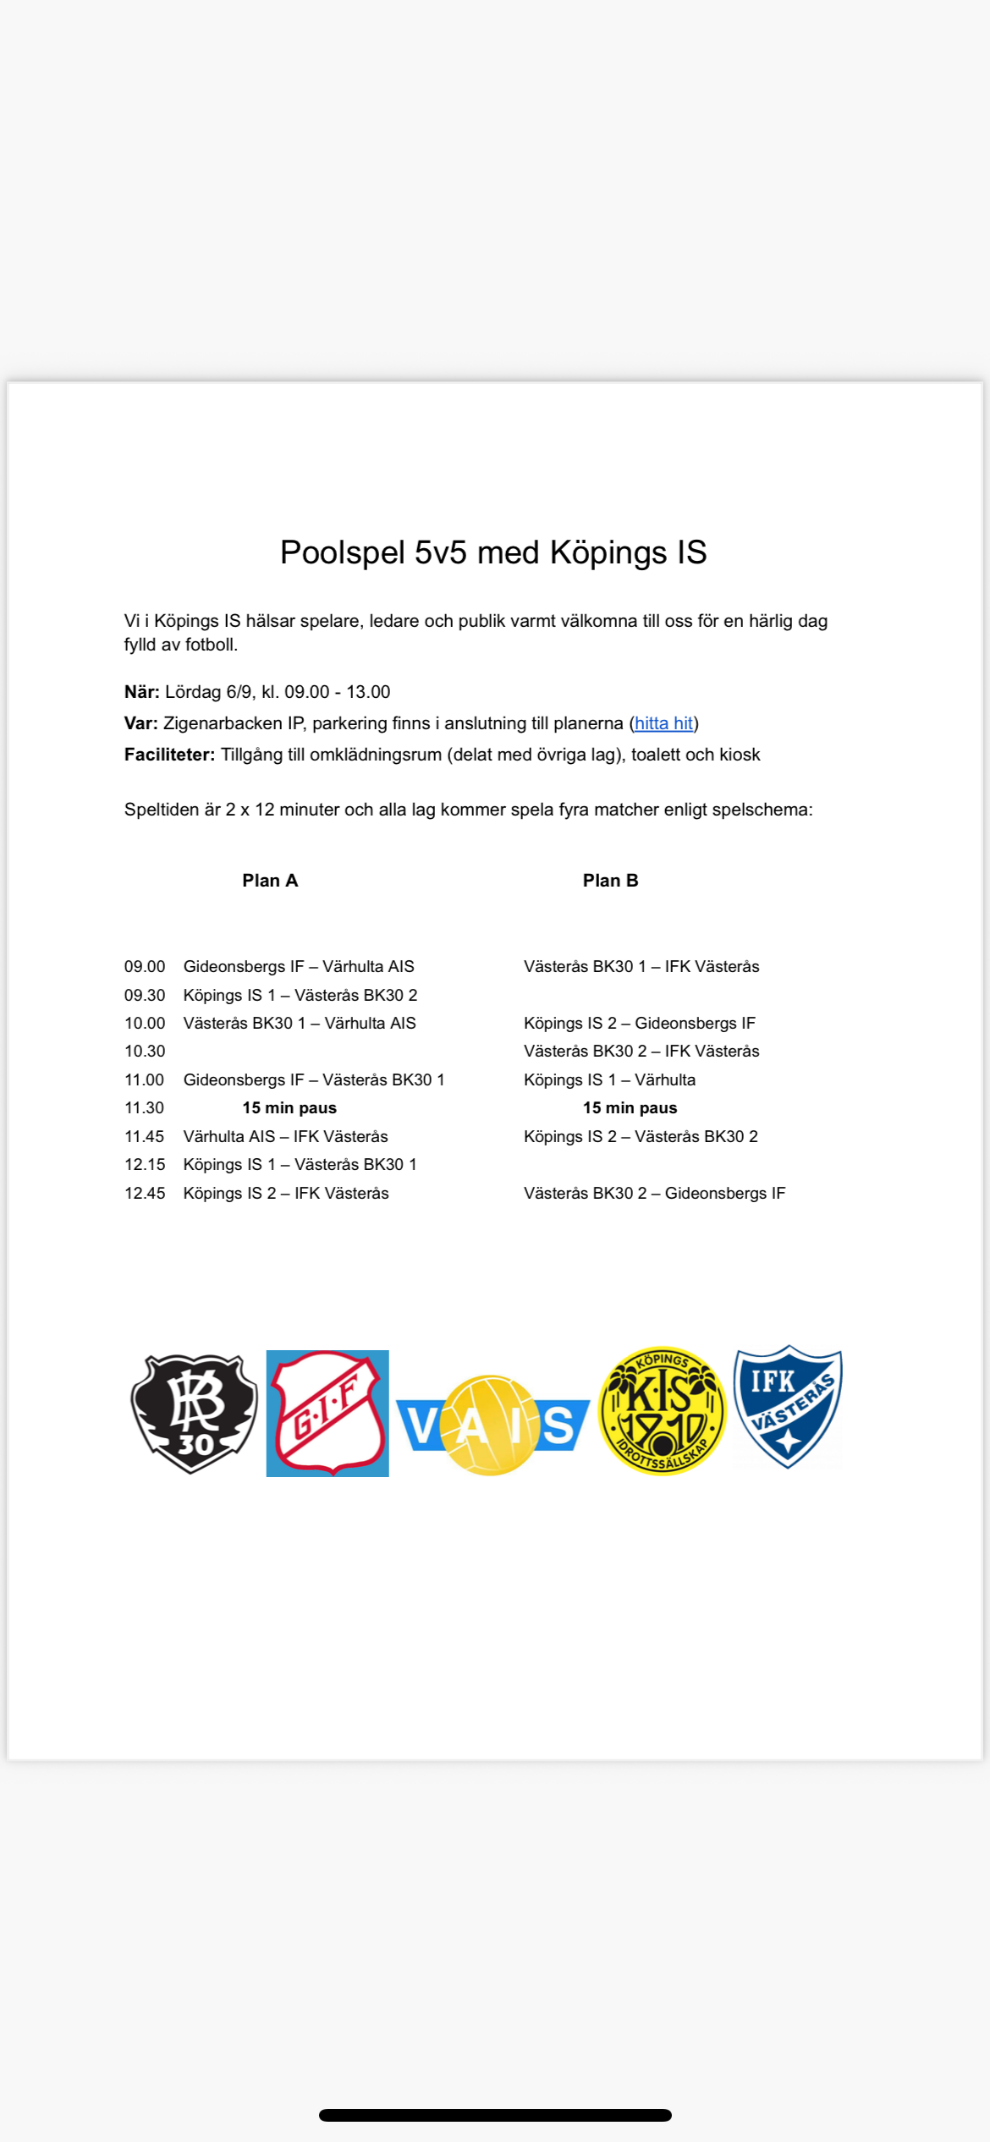 Poolspel 5v5 med Köpings IS
Vi i Köpings IS hälsar spelare, ledare och publik varmt välkomna till oss för en härlig dag
fylld av fotboll.
När: Lördag 6/9, kl. 09.00 - 13.00
Var: Zigenarbacken IP, parkering finns i anslutning till planerna (hitta hit)
Faciliteter: Tillgång till omklädningsrum (delat med övriga lag), toalett och kiosk
Speltiden är 2 x 12 minuter och alla lag kommer spela fyra matcher enligt spelschema:
Plan A Plan B
09.00 Gideonsbergs IF – Värhulta AIS Västerås BK30 1 – IFK Västerås
09.30 Köpings IS 1 – Västerås BK30 2
10.00 Västerås BK30 1 – Värhulta AIS Köpings IS 2 – Gideonsbergs IF
10.30 Västerås BK30 2 – IFK Västerås
11.00 Gideonsbergs IF – Västerås BK30 1 Köpings IS 1 – Värhulta
11.30 15 min paus 15 min paus
11.45 Värhulta AIS – IFK Västerås Köpings IS 2 – Västerås BK30 2
12.15 Köpings IS 1 – Västerås BK30 1
12.45 Köpings IS 2 – IFK Västerås Västerås BK30 2 – Gideonsbergs IF
BK
30
G.I.F
VAIS
KÖPINGS
K.I.S
1910
IDROTTSSÄLLSKAP
IFK
VÄSTERÅS